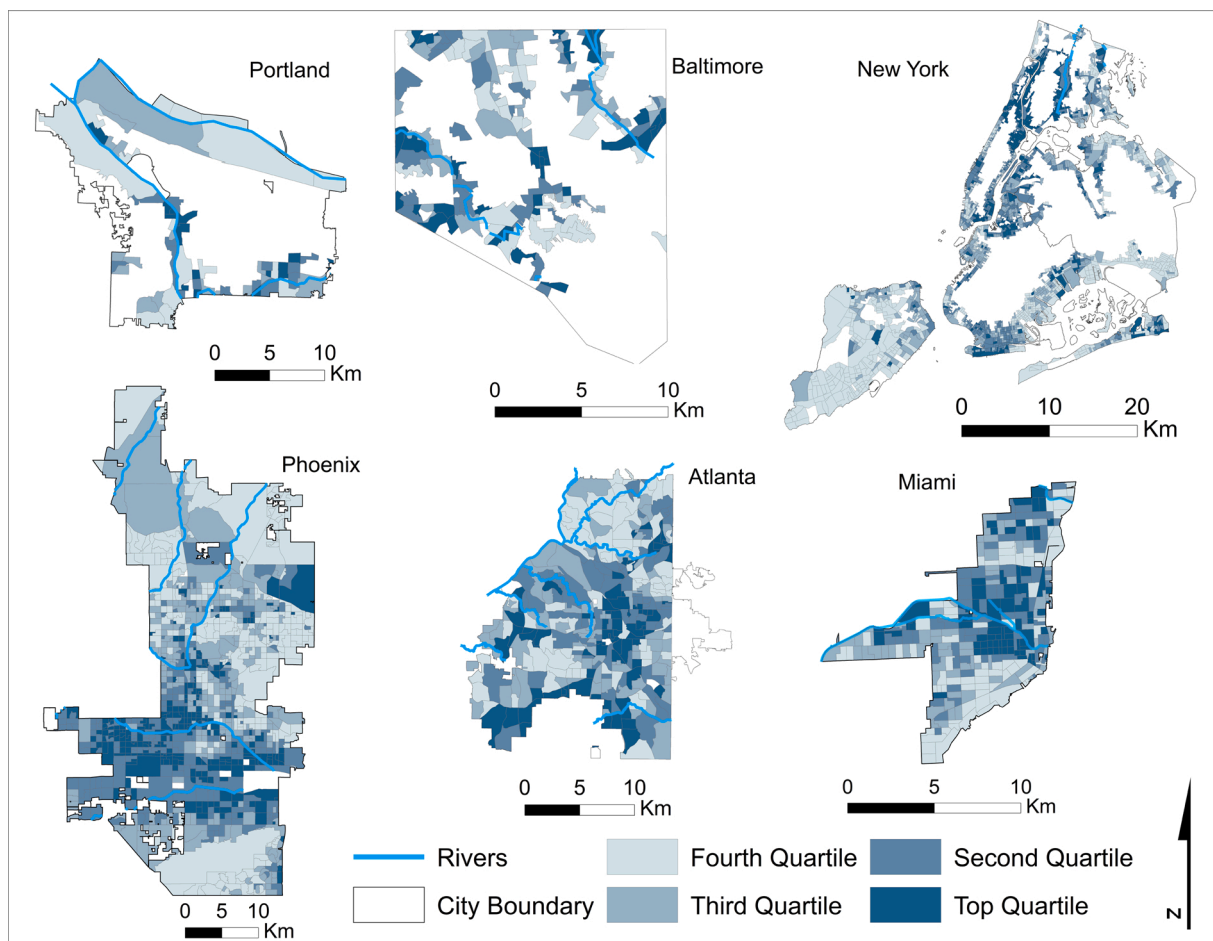 Portland
Baltimore
New York
0 5 10
Km
0 5 10
Km
0 10 20
Km
Phoenix
Atlanta
Miami
0 5 10
Km
0 5 10
Km
0 5 10
Km
Rivers
Fourth Quartile
Second Quartile
City Boundary
Third Quartile
Top Quartile
N